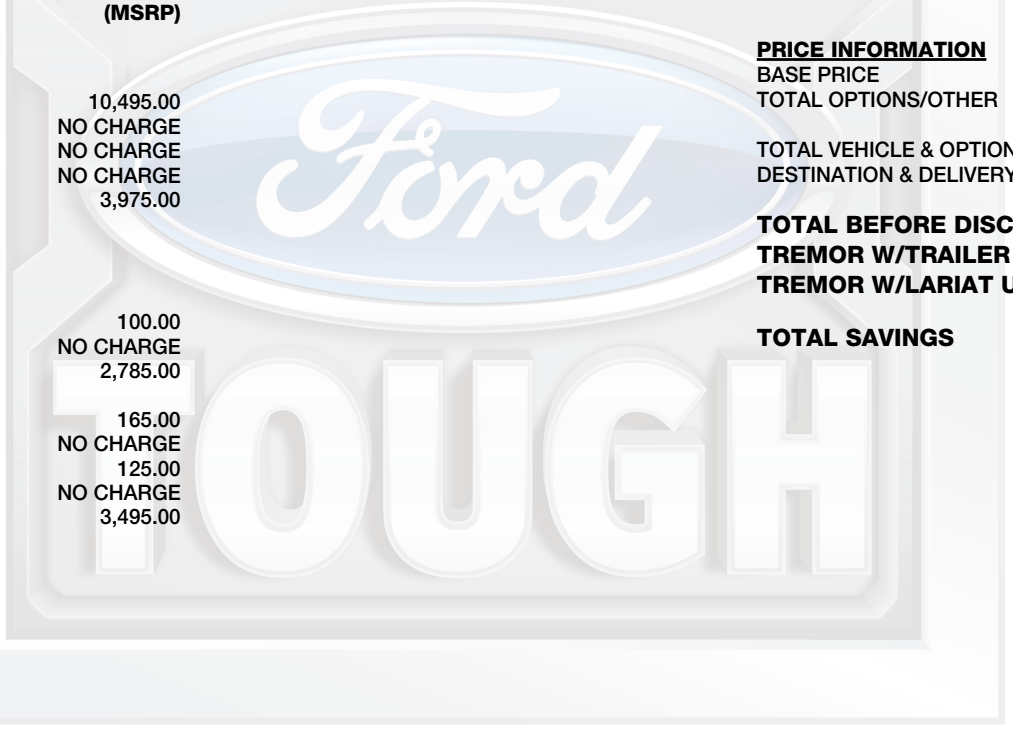 (MSRP)
10,495.00
NO CHARGE
NO CHARGE
NO CHARGE
3,975.00
100.00
NO CHARGE
2,785.00
165.00
NO CHARGE
125.00
NO CHARGE
3,495.00
PRICE INFORMATION
BASE PRICE
TOTAL OPTIONS/OTHER
TOTAL VEHICLE & OPTION
DESTINATION & DELIVERY
TOTAL BEFORE DISC
TREMOR W/TRAILER
TREMOR W/LARIAT U
TOTAL SAVINGS
Ford
TOUGH